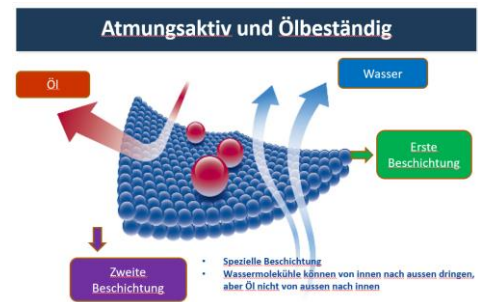 Atmungsaktiv und Ölbeständig
Öl
Wasser
Erste
Beschichtung
Zweite
Beschichtung
• Spezielle Beschichtung
• Wassermolekühle können von innen nach aussen dringen,
aber Öl nicht von aussen nach innen